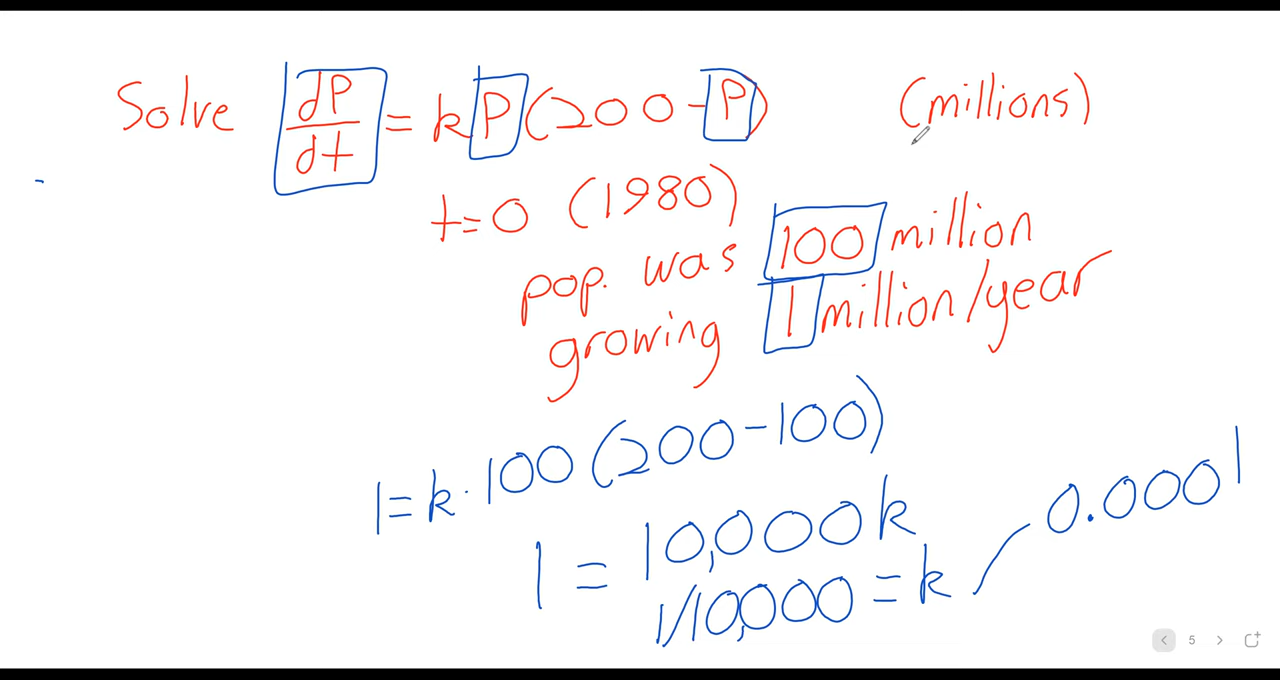 Solve dP/dt = kP(200-P) (millions)
t=0 (1980)
pop. was 100 million
growing 1 million/year
1=k·100(200-100)
1 = 10,000k
1/10,000 = k 0.0001
5